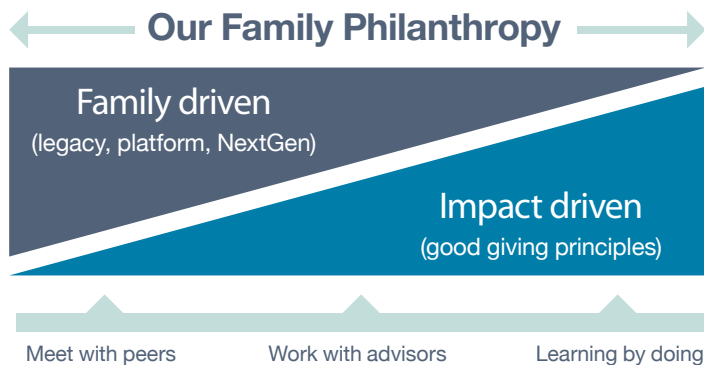 Our Family Philanthropy
Family driven
(legacy, platform, NextGen)
Impact driven
(good giving principles)
Meet with peers
Work with advisors
Learning by doing